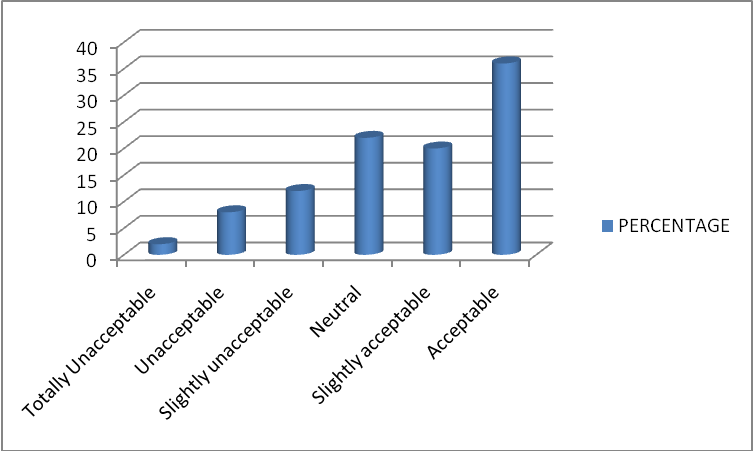 40
35
30
25
20
15
10
5
0
Totally Unacceptable
Unacceptable
Slightly unacceptable
Neutral
Slightly acceptable
Acceptable
PERCENTAGE